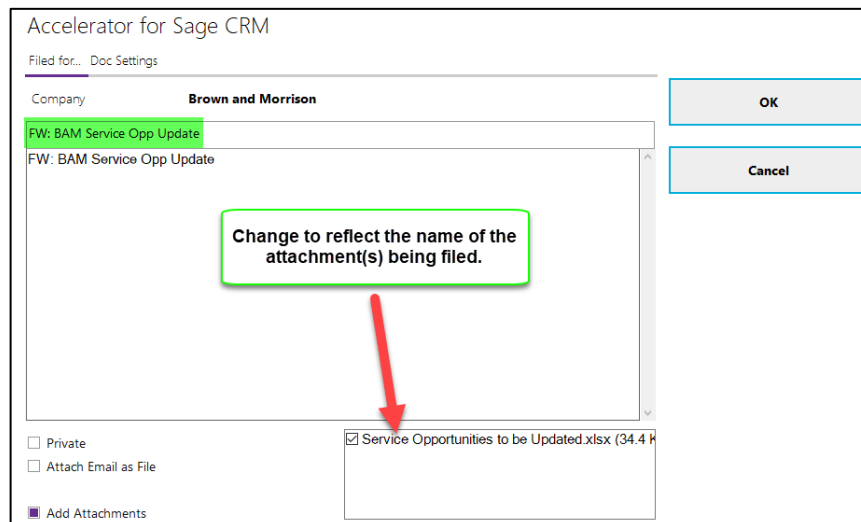 Accelerator for Sage CRM
Filed for... Doc Settings
Company Brown and Morrison
OK
FW: BAM Service Opp Update
FW: BAM Service Opp Update
Cancel
Change to reflect the name of the
attachment(s) being filed.
Private
Service Opportunities to be Updated.xlsx (34.4 K
Attach Email as File
Add Attachments